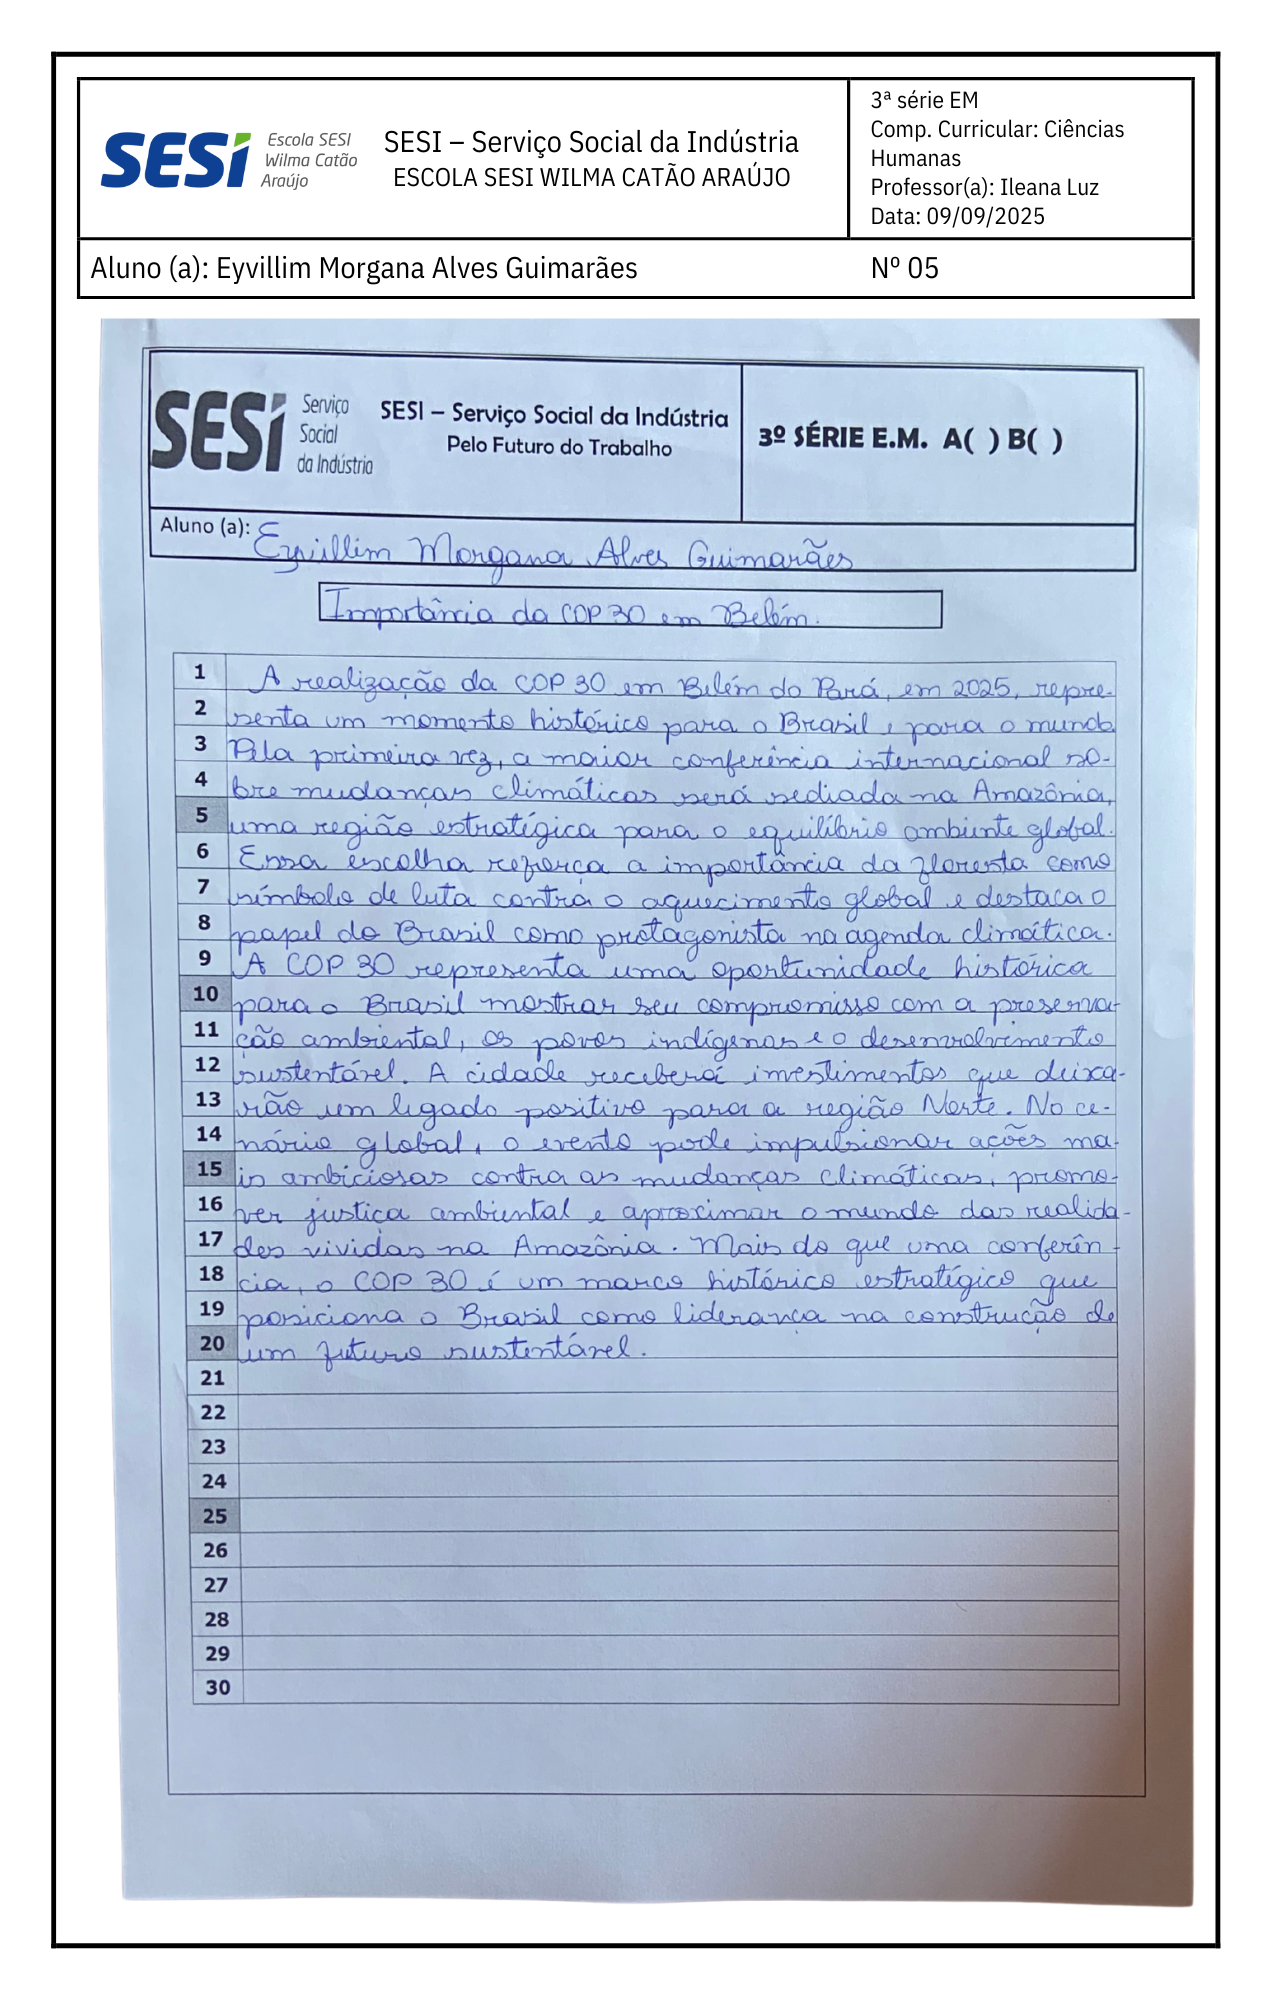 SESI
Escola SESI
Wilma Catão
Araújo
SESI – Serviço Social da Indústria
ESCOLA SESI WILMA CATÃO ARAÚJO
3ª série EM
Comp. Curricular: Ciências
Humanas
Professor(a): Ileana Luz
Data: 09/09/2025
Aluno (a): Eyvillim Morgana Alves Guimarães
Nº 05
SESI
Serviço
Social
da Indústria
SESI – Serviço Social da Indústria
Pelo Futuro do Trabalho
3º SÉRIE E.M. A( ) B( )
Aluno (a): Eyvillim Morgana Alves Guimarães
Importância da COP 30 em Belém.
1 A realização da COP 30 em Belém do Pará, em 2025, repre-
2 senta um momento histórico para o Brasil e para o mundo.
3 Pela primeira vez, a maior conferência internacional so-
4 bre mudanças climáticas será sediada na Amazônia,
5 uma região estratégica para o equilíbrio ambiente global.
6 Essa escolha reforça a importância da floresta como
7 símbolo de luta contra o aquecimento global e destaca o
8 papel do Brasil como protagonista na agenda climática.
9 A COP 30 representa uma oportunidade histórica
10 para o Brasil mostrar seu compromisso com a preserva-
11 ção ambiental, os povos indígenas e o desenvolvimento
12 sustentável. A cidade receberá investimentos que deixa-
13 rão um legado positivo para a região Norte. No ce-
14 nário global, o evento pode impulsionar ações ma-
15 is ambiciosas contra as mudanças climáticas, promo-
16 ver justiça ambiental e aproximar o mundo das realida-
17 des vividas na Amazônia. Mais do que uma conferên-
18 cia, o COP 30 é um marco histórico estratégico que
19 posiciona o Brasil como liderança na construção de
20 um futuro sustentável.
21
22
23
24
25
26
27
28
29
30